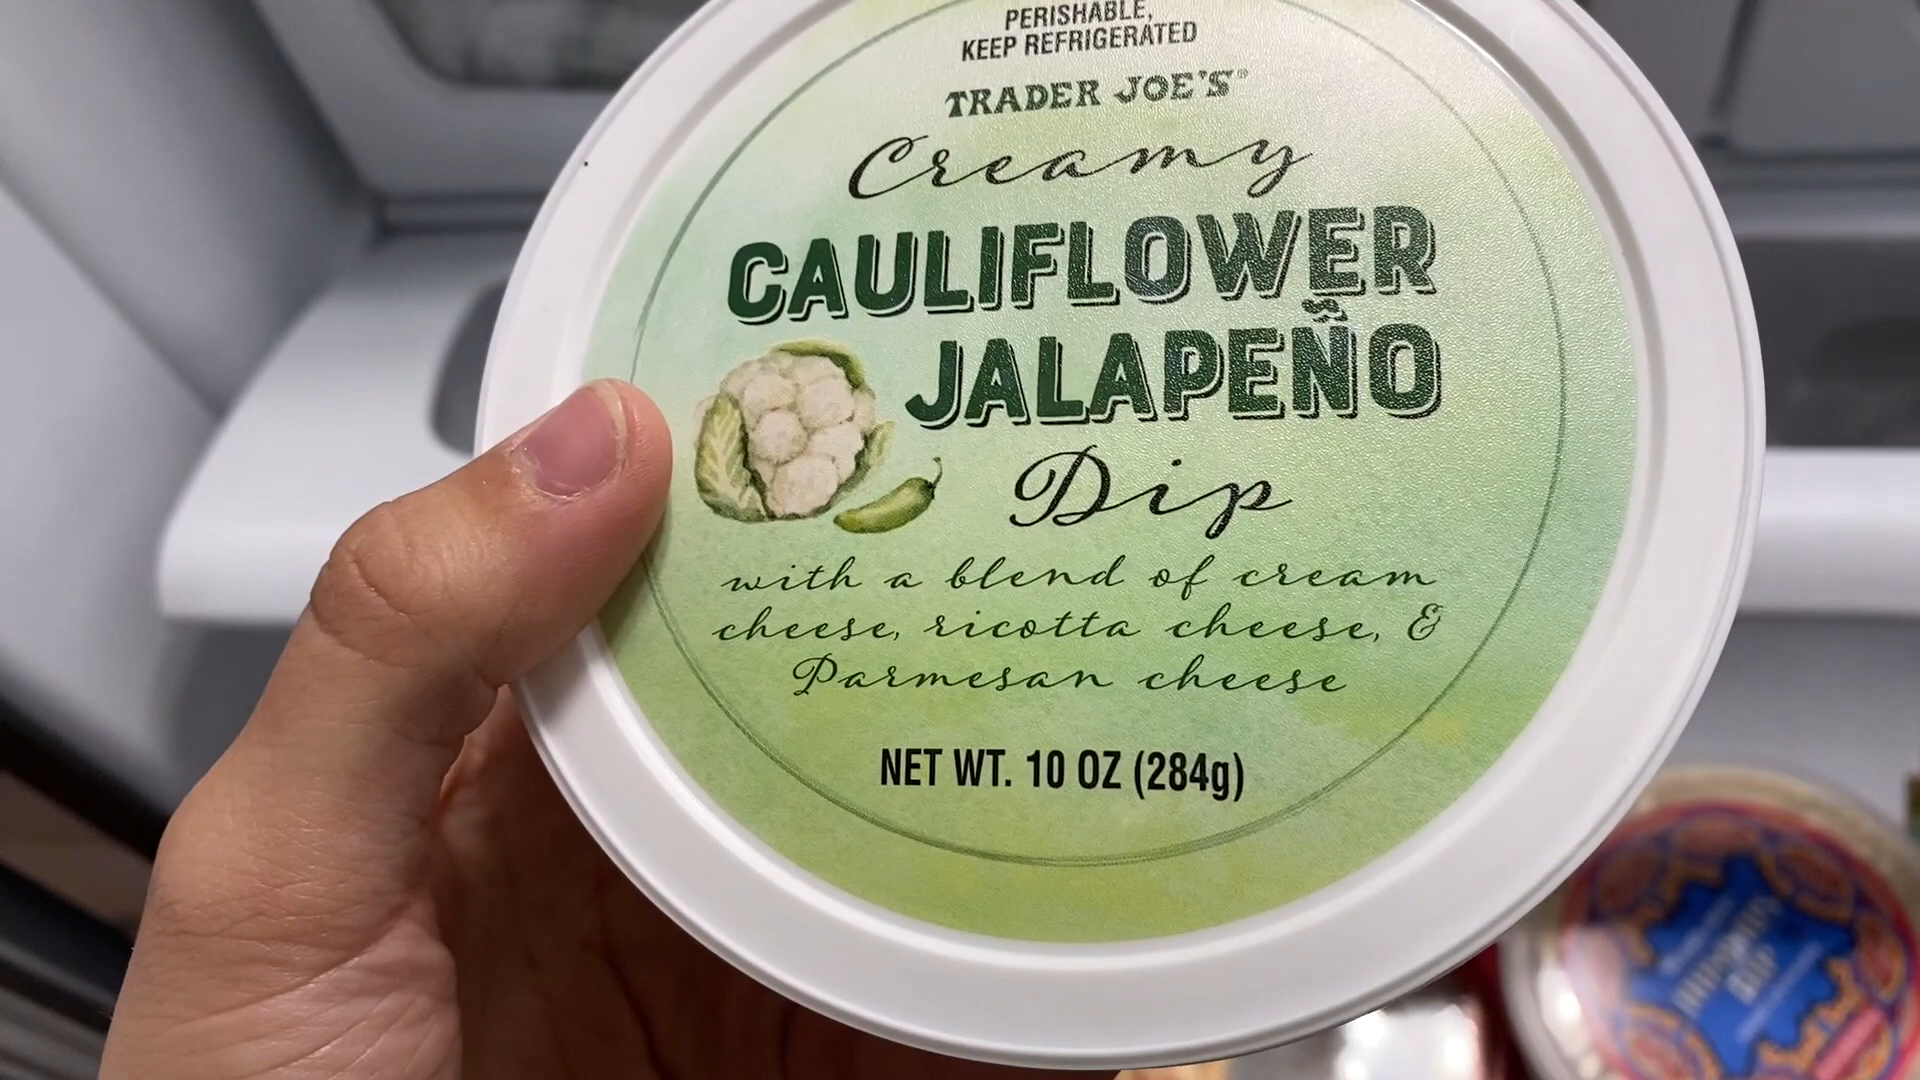 PERISHABLE,
KEEP REFRIGERATED
TRADER JOE'S®
Creamy
CAULIFLOWER
JALAPEÑO
Dip
with a blend of cream
cheese, ricotta cheese, &
Parmesan cheese
NET WT. 10 OZ (284g)